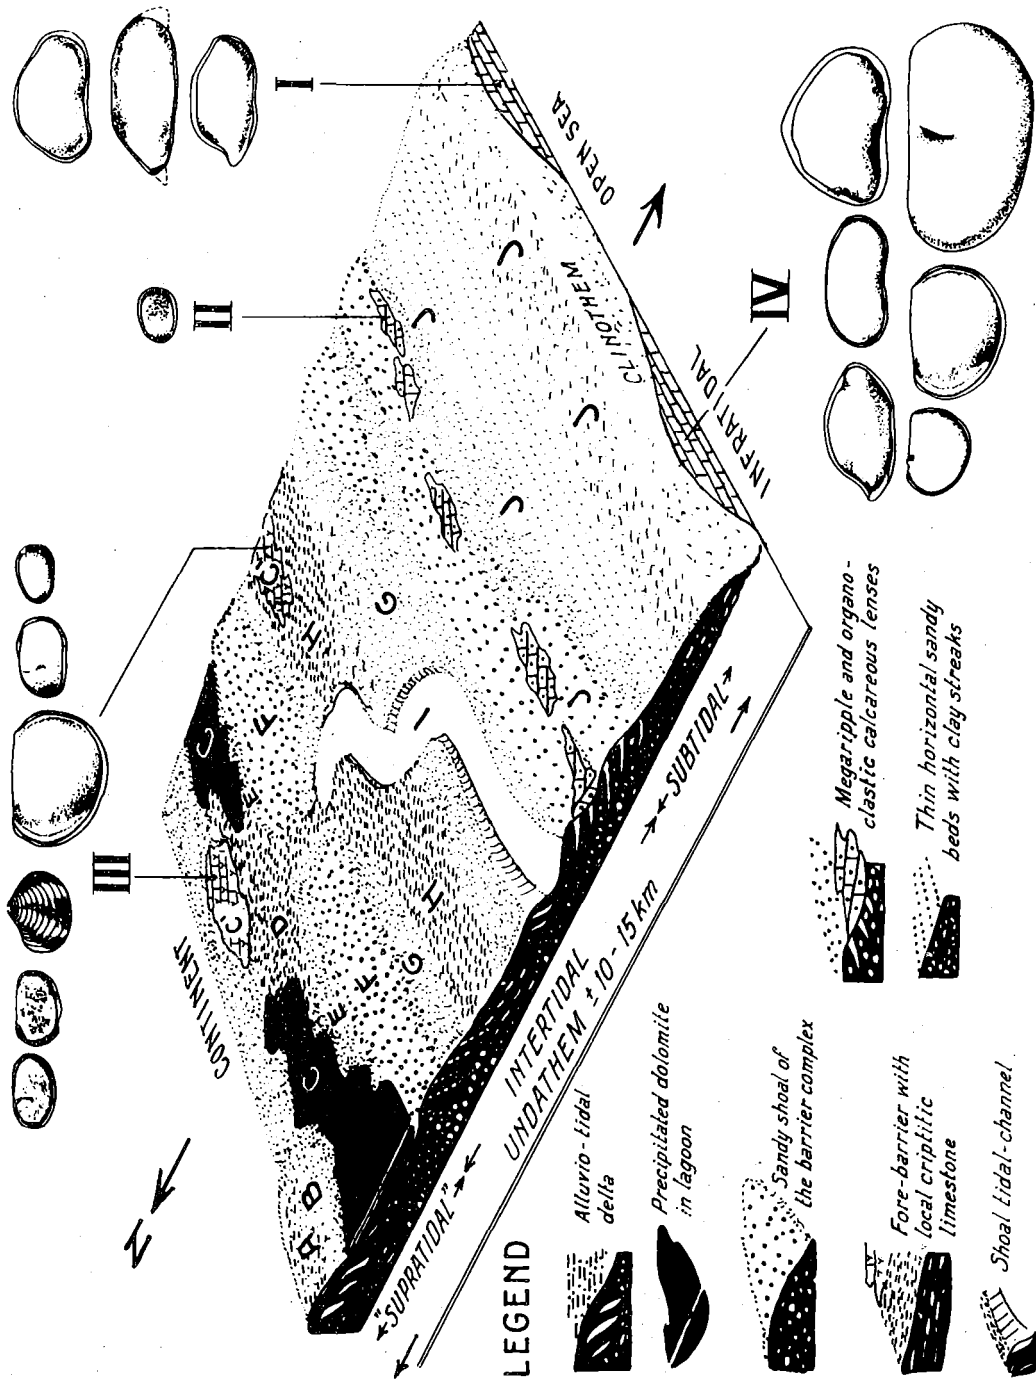 I
II
III
IV
CONTINENT
OPEN SEA
CLINOTHEM
INFRATIDAL
N
A
B
C
C
C
C
D
E
E
F
F
G
G
H
H
I
J
J
J
J
J
"SUPRATIDAL"
INTERTIDAL
UNDATHEM ± 10 - 15 km
SUBTIDAL
LEGEND
Alluvio-tidal
delta
Precipitaled dolomite
in lagoon
Sandy shoal of
the barrier complex
Fore-barrier with
local criptitic
limestone
Shoal tidal-channel
Megaripple and organo-
clastic calcareous lenses
Thin horizontal sandy
beds with clay streaks